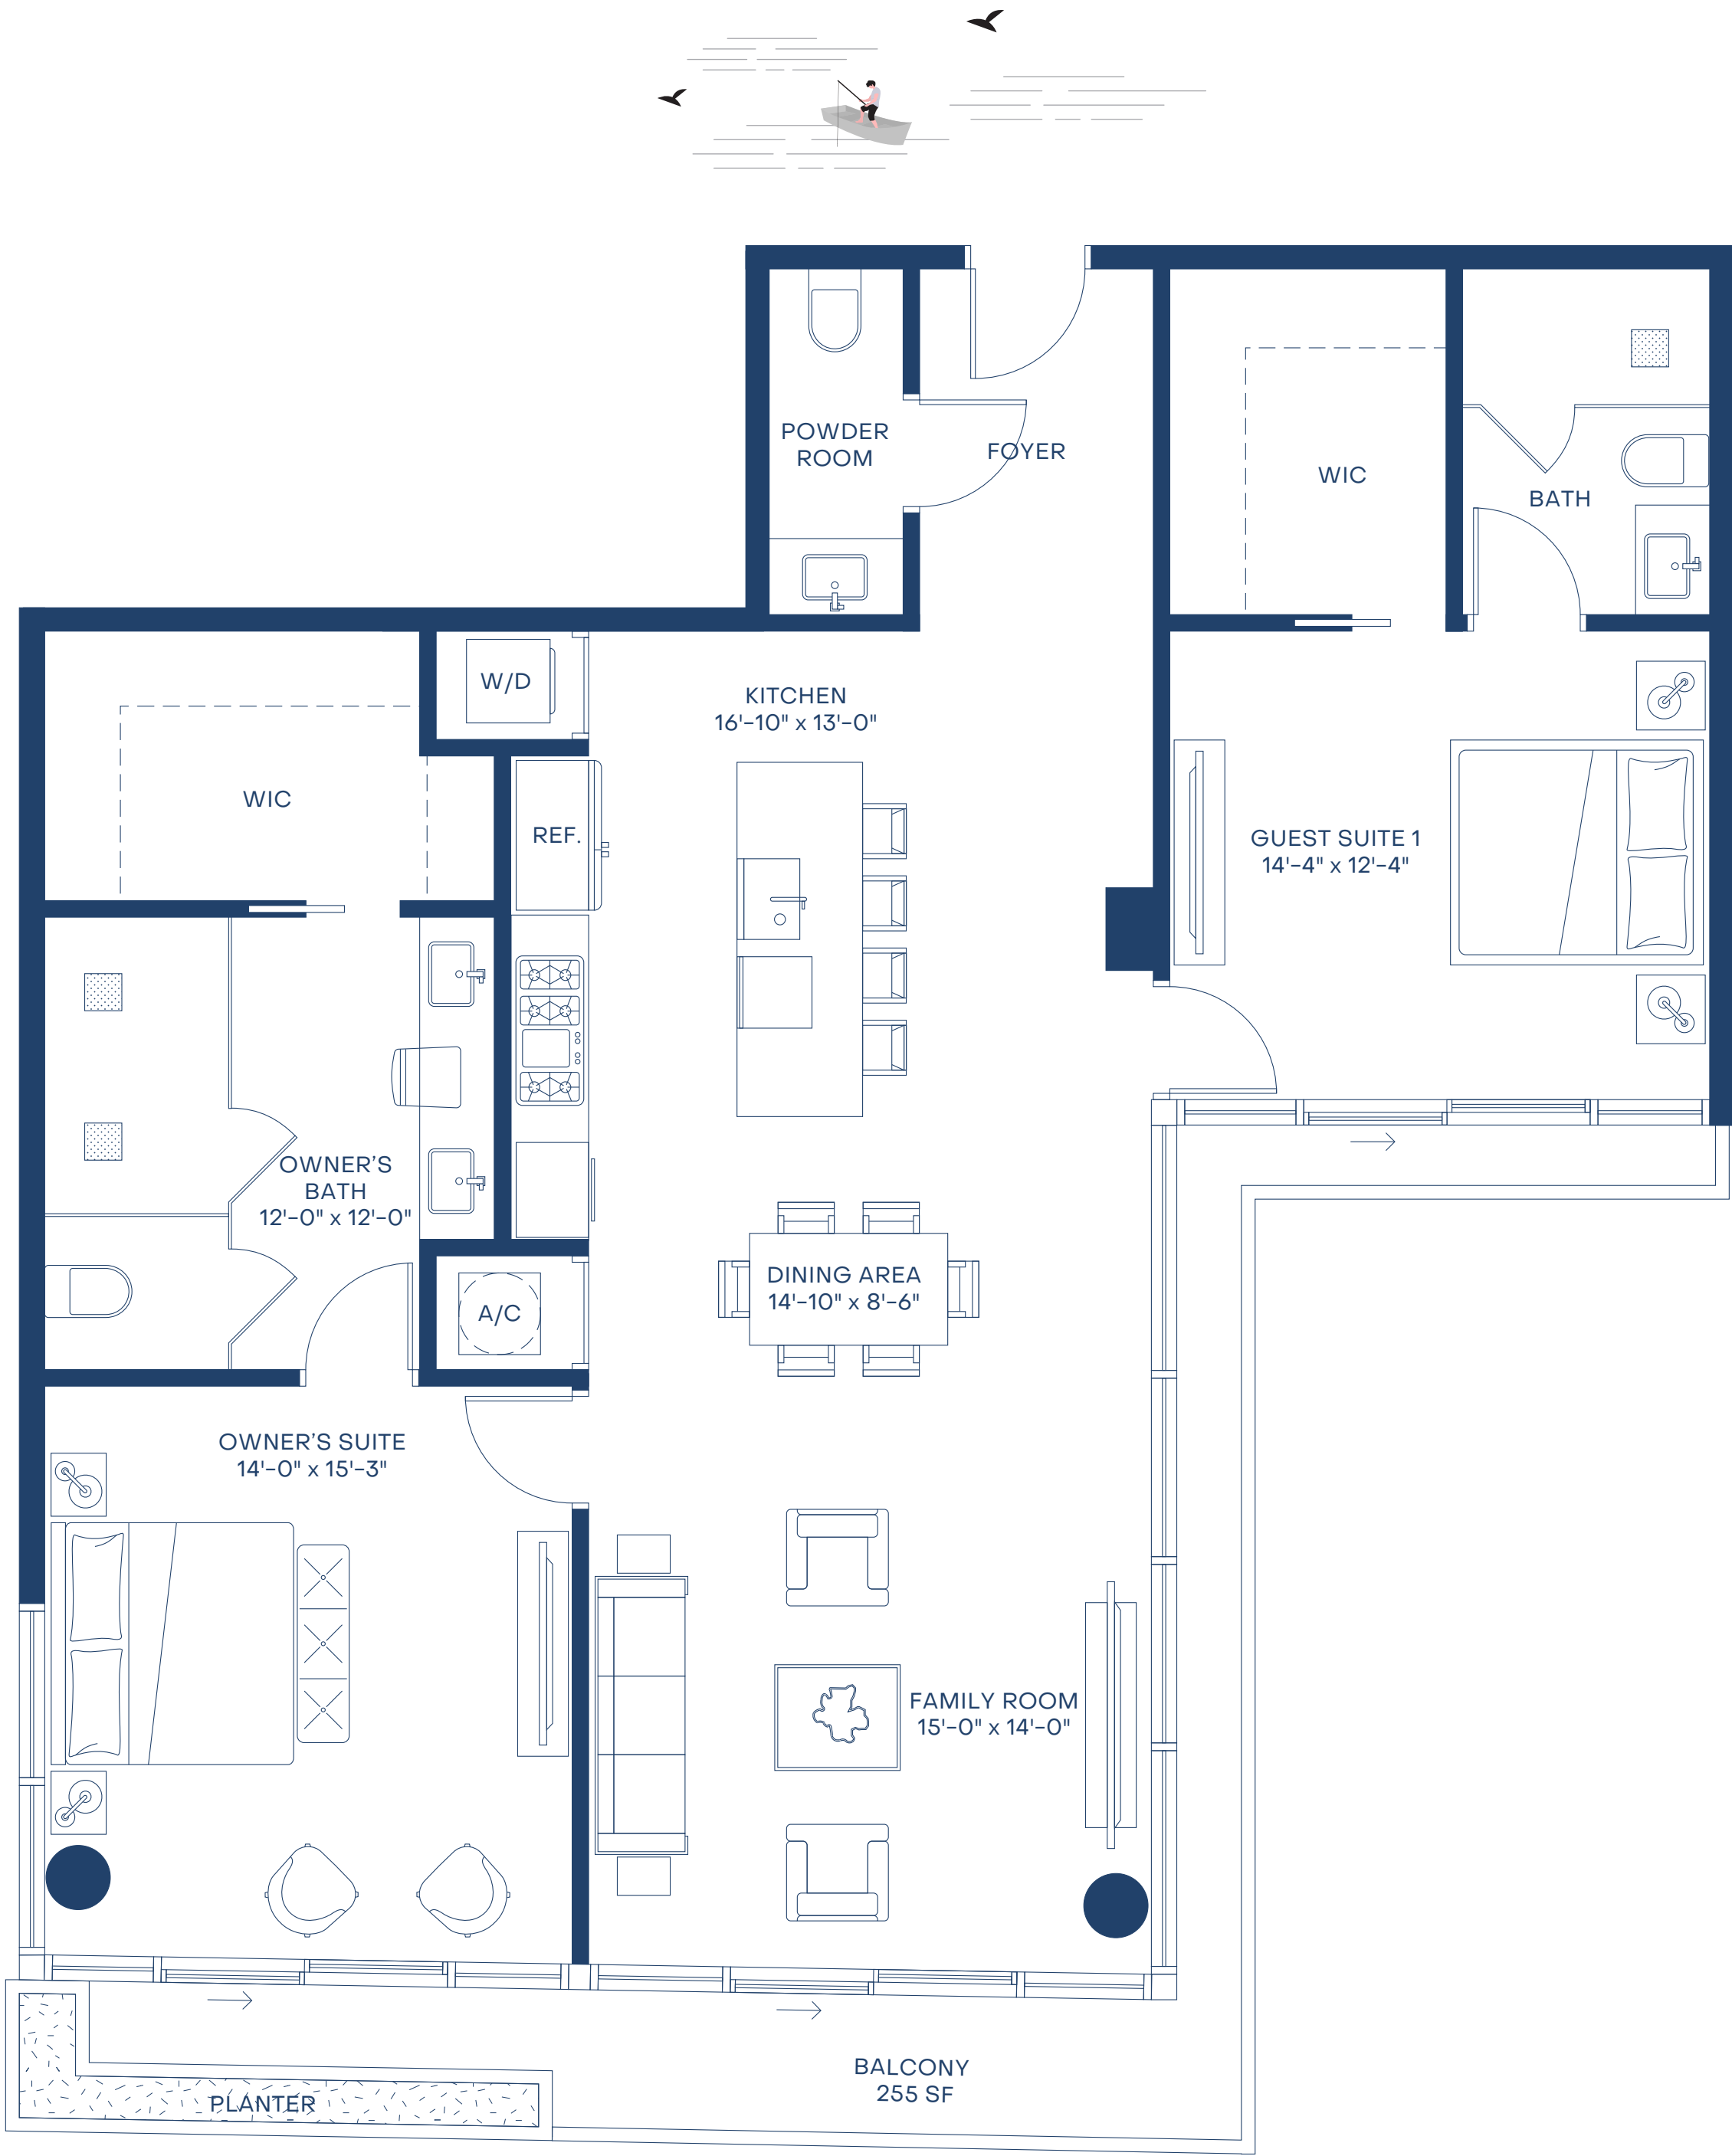 POWDER
ROOM
FOYER
WIC
BATH
W/D
KITCHEN
16'-10" x 13'-0"
WIC
REF.
GUEST SUITE 1
14'-4" x 12'-4"
OWNER'S
BATH
12'-0" x 12'-0"
DINING AREA
14'-10" x 8'-6"
A/C
OWNER'S SUITE
14'-0" x 15'-3"
FAMILY ROOM
15'-0" x 14'-0"
BALCONY
255 SF
PLANTER